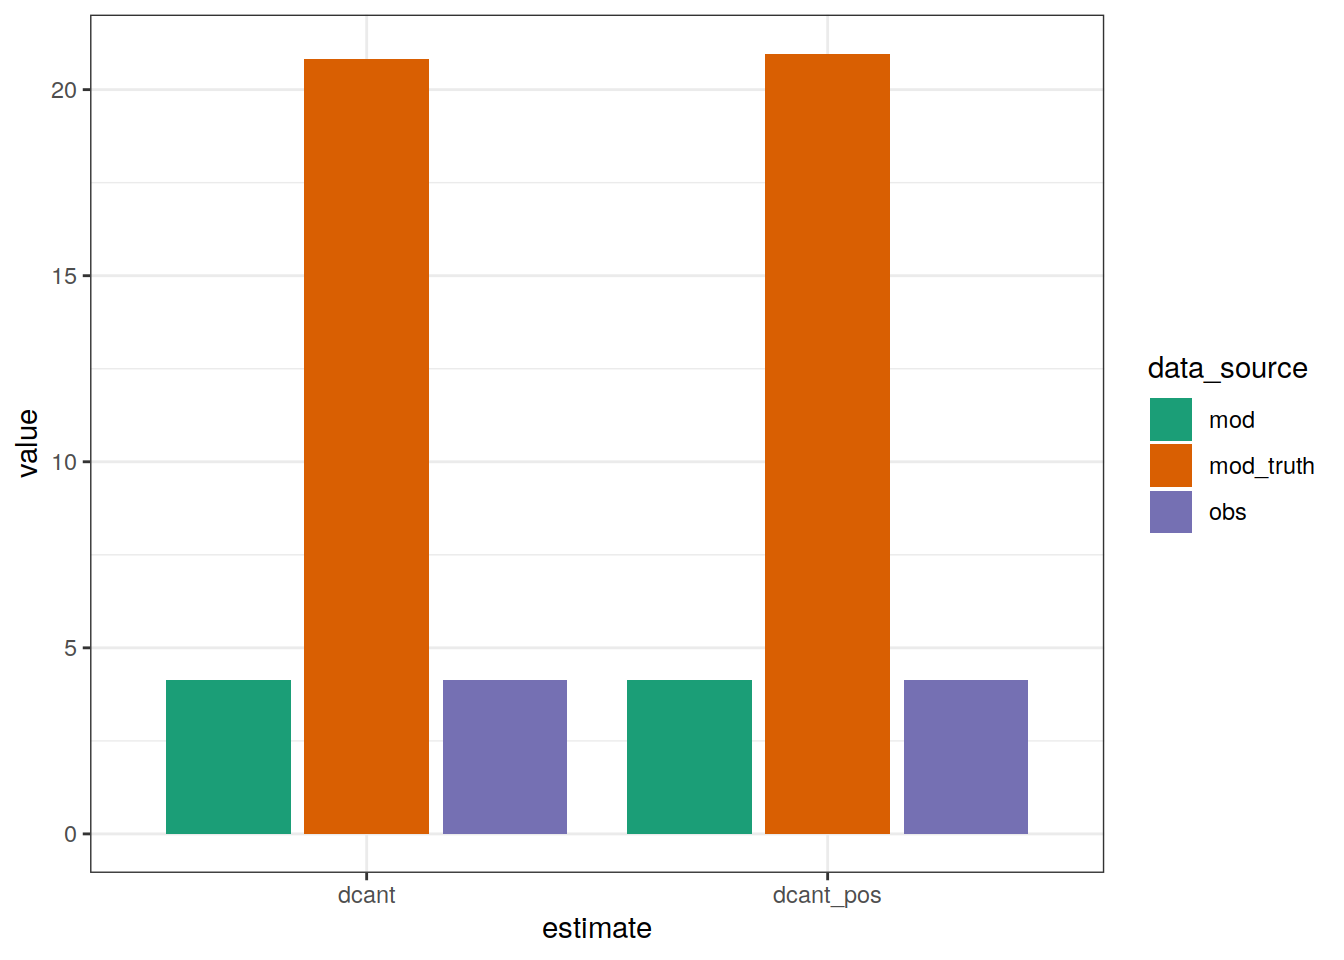 value
20
15
10
5
0
dcant
dcant_pos
estimate
data_source
mod
mod_truth
obs